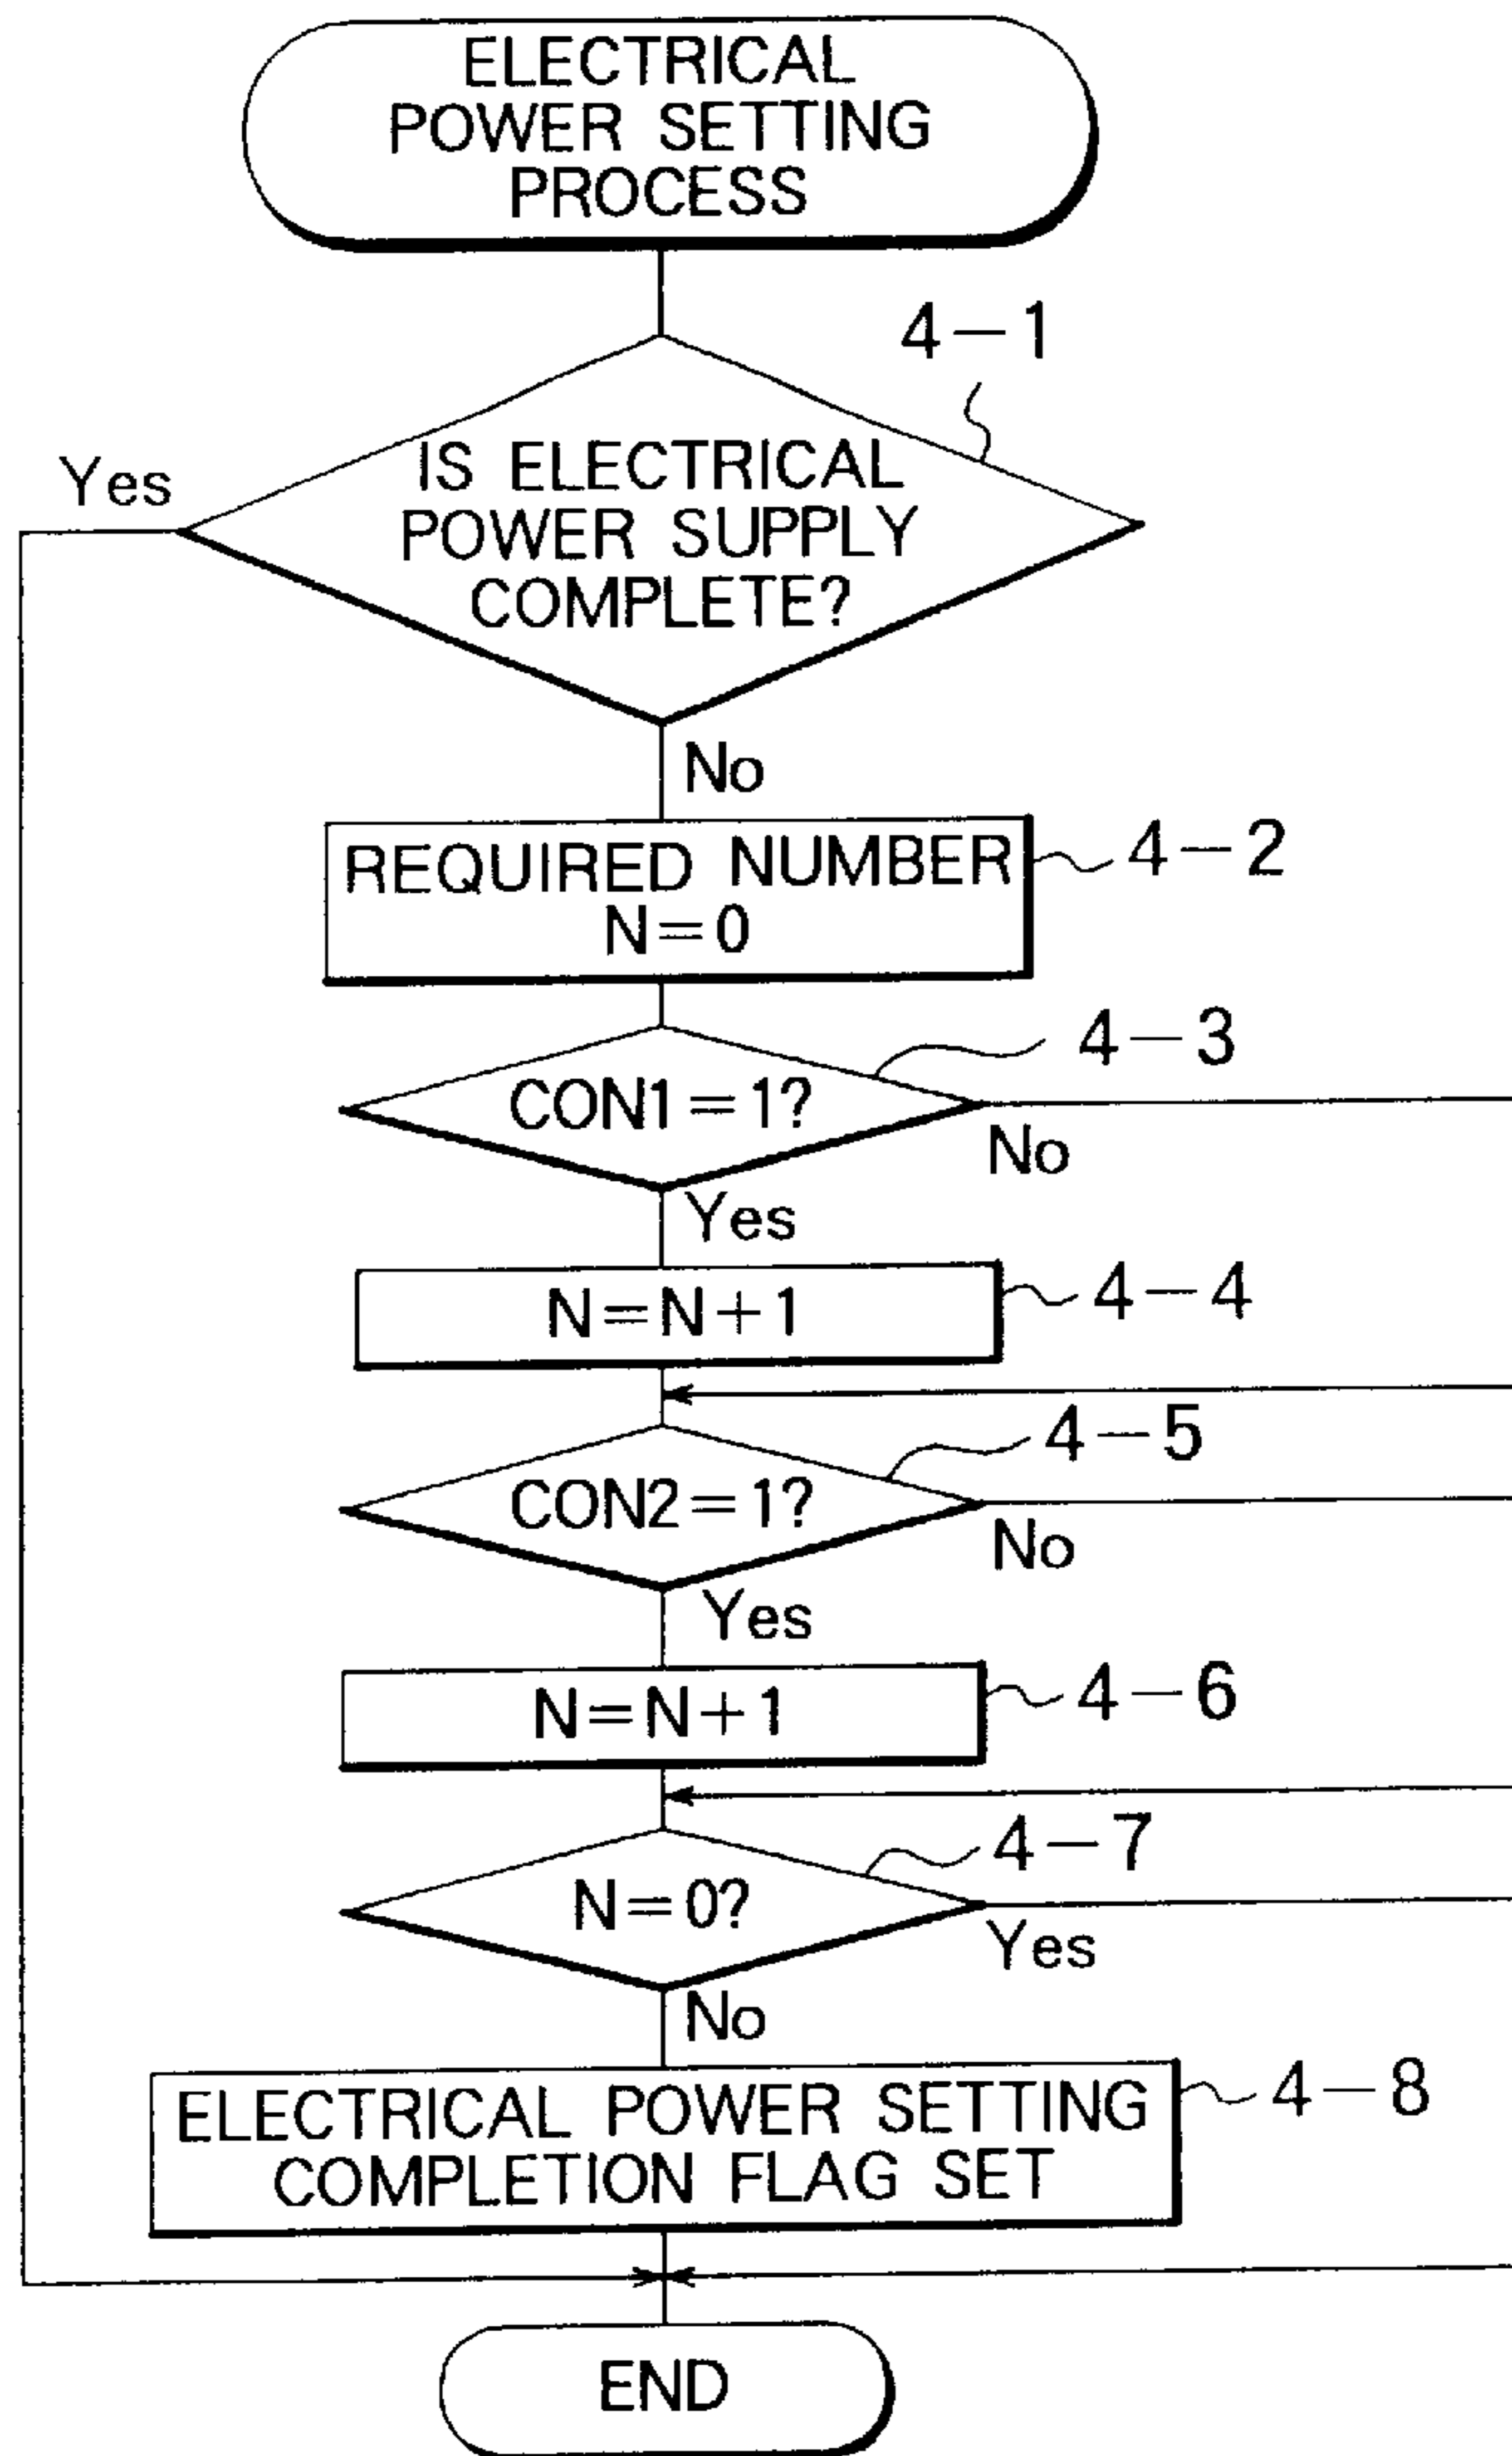 ELECTRICAL
POWER SETTING
PROCESS
4-1
Yes
IS ELECTRICAL
POWER SUPPLY
COMPLETE?
No
REQUIRED NUMBER
N=0
4-2
4-3
CON1=1?
No
Yes
N=N+1
4-4
4-5
CON2=1?
No
Yes
N=N+1
4-6
4-7
N=0?
Yes
No
ELECTRICAL POWER SETTING
COMPLETION FLAG SET
4-8
END